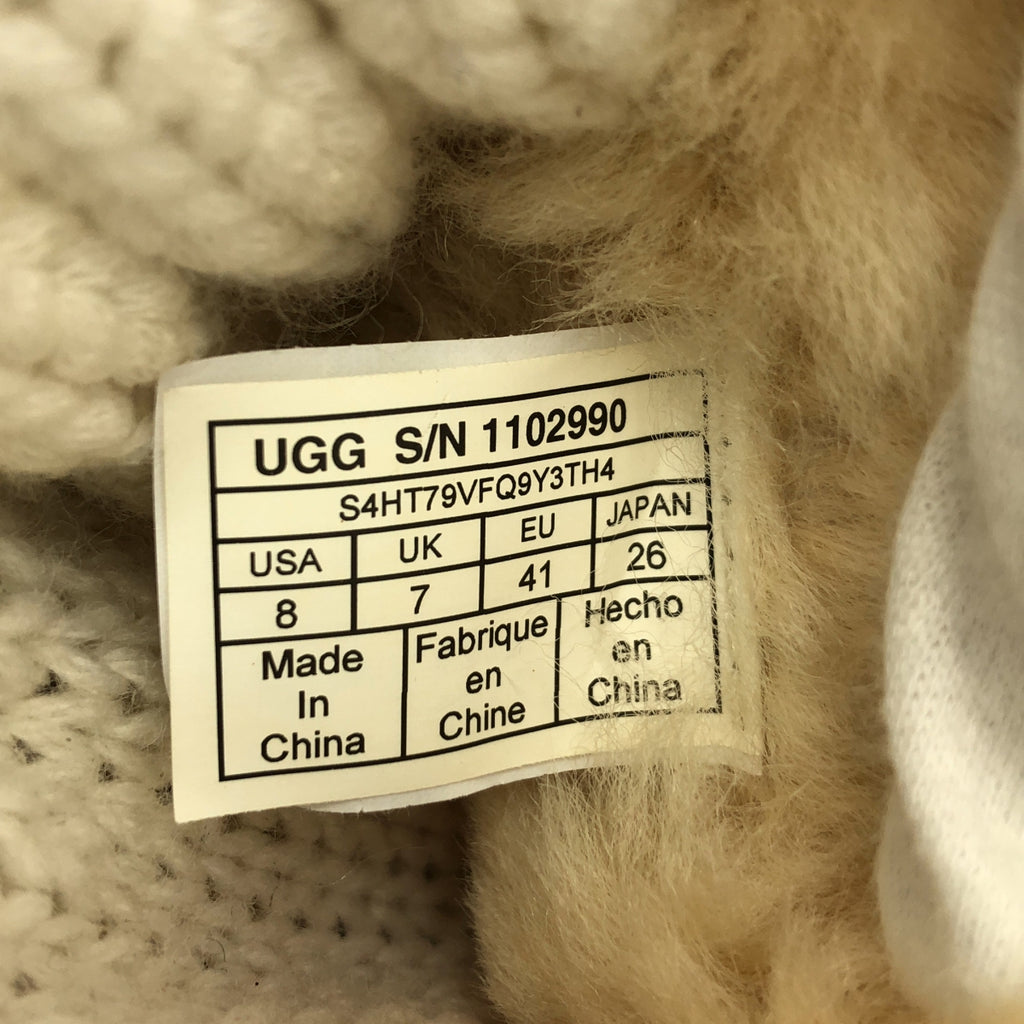 UGG S/N 1102990
S4HT79VFQ9Y3TH4
USA UK EU JAPAN
8 7 41 26
Made In China
Fabrique en Chine
Hecho en China